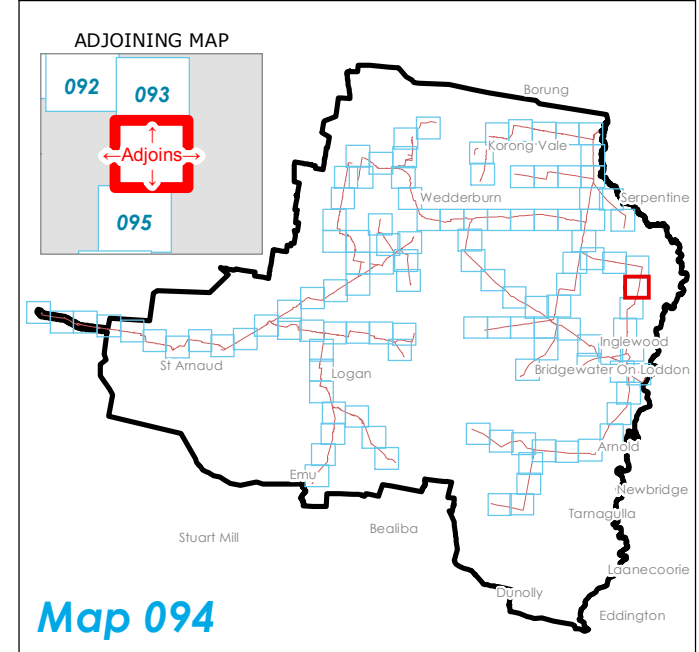 ADJOINING MAP
092
093
←Adjoins→
095
Borung
Korong Vale
Wedderburn
Serpentine
Inglewood
Bridgewater On Loddon
St Arnaud
Logan
Arnold
Emu
Newbridge
Tarnagulla
Bealiba
Stuart Mill
Laanecoorie
Dunolly
Eddington
Map 094